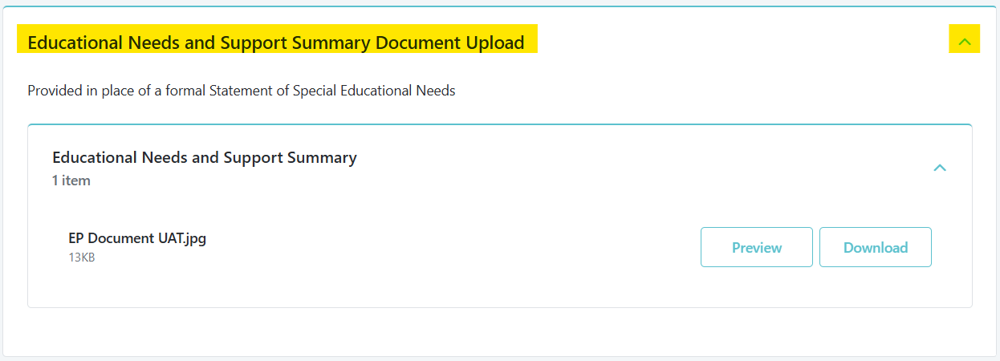 Educational Needs and Support Summary Document Upload
Provided in place of a formal Statement of Special Educational Needs
Educational Needs and Support Summary
1 item
EP Document UAT.jpg
13KB
Preview
Download